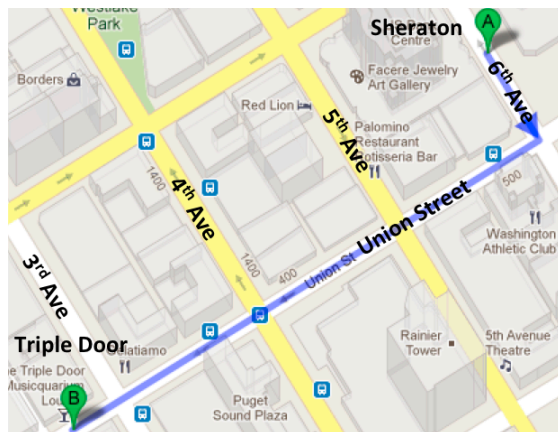 Westlake
Park
Sheraton
A
Centre
Borders
Facere Jewelry
Art Gallery
6th Ave
Red Lion
5th Ave
Palomino
Restaurant
Rotisseria Bar
1400
4th Ave
500
Union Street
Washington
Athletic Club
3rd Ave
1400
400
Union St
Triple Door
Gelatiamo
Rainier
Tower
5th Avenue
Theatre
The Triple Door
Musicquarium
Lou
B
Puget
Sound Plaza